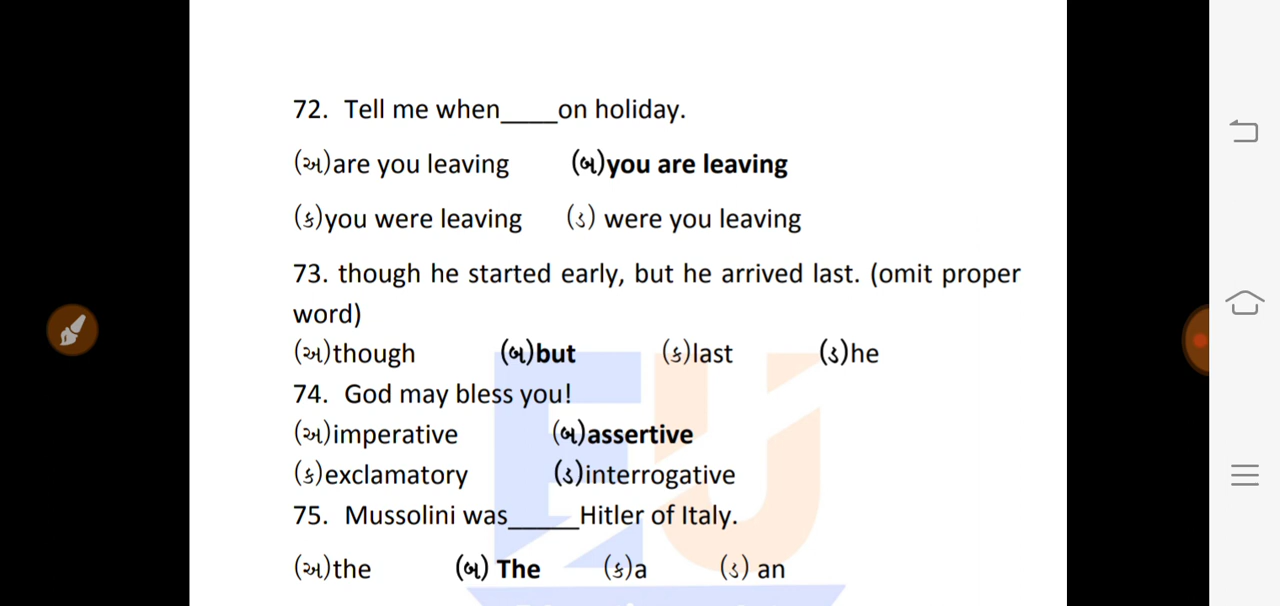 72. Tell me when____on holiday.
(અ)are you leaving (બ)you are leaving
(ક)you were leaving (ડ) were you leaving
73. though he started early, but he arrived last. (omit proper
word)
(અ)though (બ)but (ક)last (ડ)he
74. God may bless you!
(અ)imperative (બ)assertive
(ક)exclamatory (ડ)interrogative
75. Mussolini was_____Hitler of Italy.
(અ)the (બ) The (ક)a (ડ) an